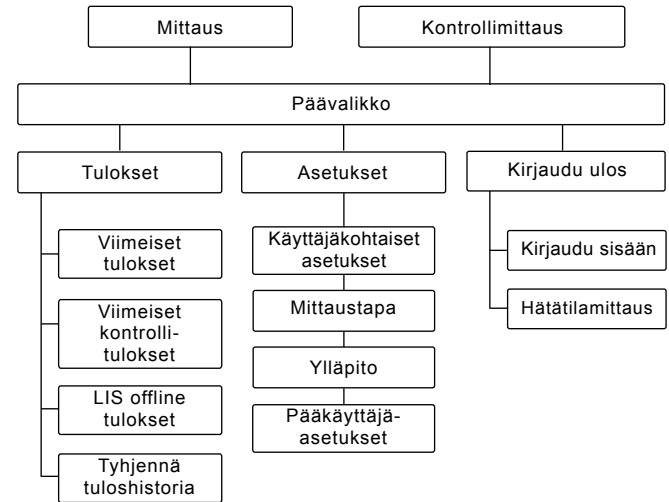 Mittaus
Kontrollimittaus
Päävalikko
Tulokset
Asetukset
Kirjaudu ulos
Viimeiset
tulokset
Viimeiset
kontrolli-
tulokset
LIS offline
tulokset
Tyhjennä
tuloshistoria
Käyttäjäkohtaiset
asetukset
Mittaustapa
Ylläpito
Pääkäyttäjä-
asetukset
Kirjaudu sisään
Hätätilamittaus